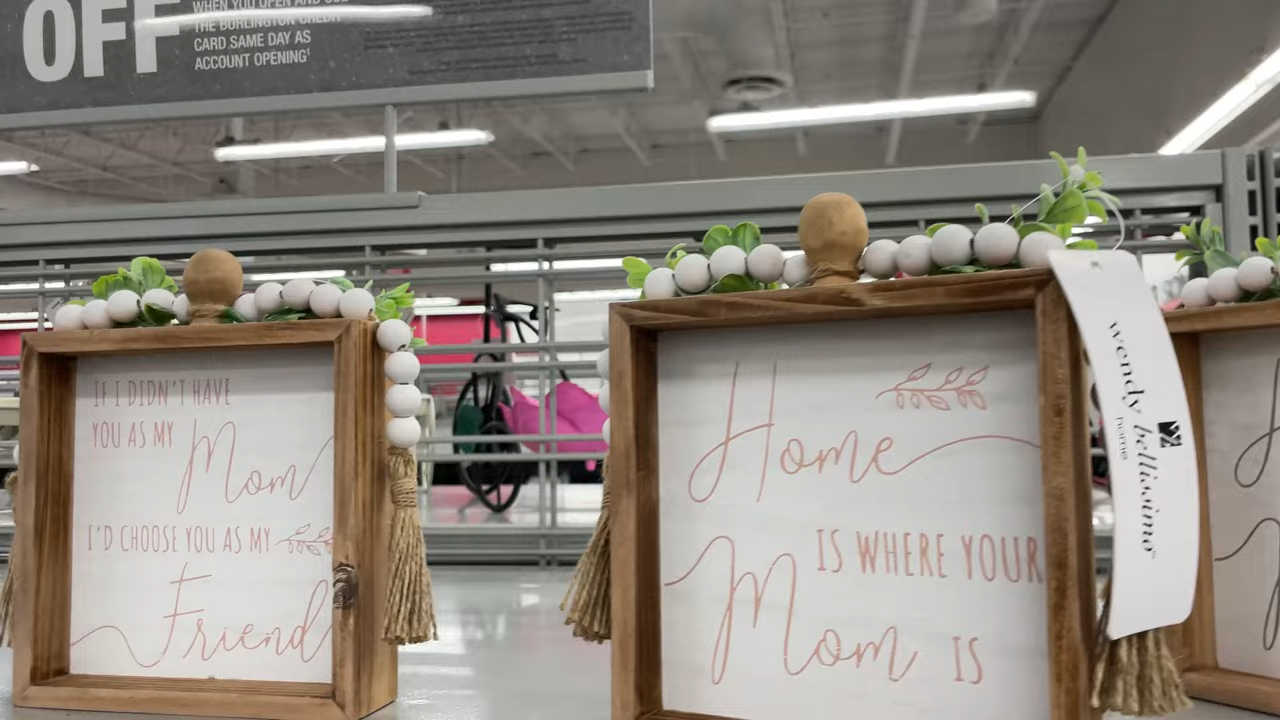 OFF
WHEN YOU OPEN AND USE
THE BURLINGTON CREDIT
CARD SAME DAY AS
ACCOUNT OPENING¹
IF I DIDN'T HAVE
YOU AS MY
Mom
I'D CHOOSE YOU AS MY
Friend
Home
IS WHERE YOUR
Mom IS
wendy bellissimo
home